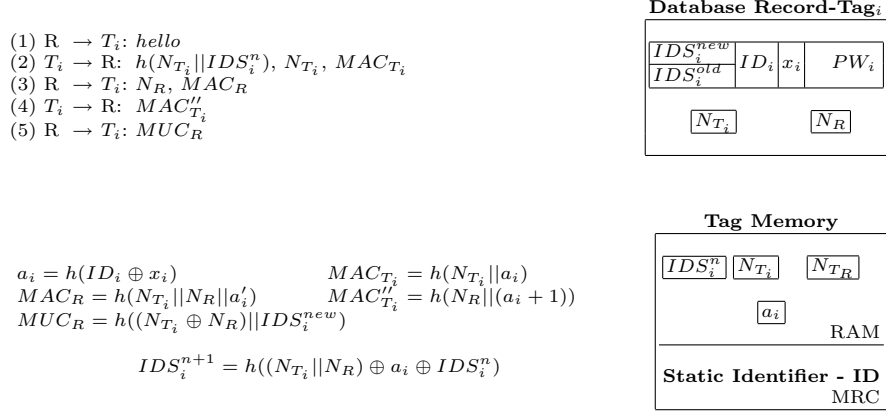 Database Record-Tag_i
(1) R → T_i: hello
(2) T_i → R: h(N_{T_i}||IDS_i^n), N_{T_i}, MAC_{T_i}
(3) R → T_i: N_R, MAC_R
(4) T_i → R: MAC''_{T_i}
(5) R → T_i: MUC_R
IDS_i^{new}
IDS_i^{old}
ID_i x_i PW_i
N_{T_i} N_R
Tag Memory
a_i = h(ID_i ⊕ x_i) MAC_{T_i} = h(N_{T_i}||a_i)
MAC_R = h(N_{T_i}||N_R||a'_i) MAC''_{T_i} = h(N_R||(a_i + 1))
MUC_R = h((N_{T_i} ⊕ N_R)||IDS_i^{new})
IDS_i^{n+1} = h((N_{T_i}||N_R) ⊕ a_i ⊕ IDS_i^n)
IDS_i^n N_{T_i} N_{T_R}
a_i
RAM
Static Identifier - ID
MRC